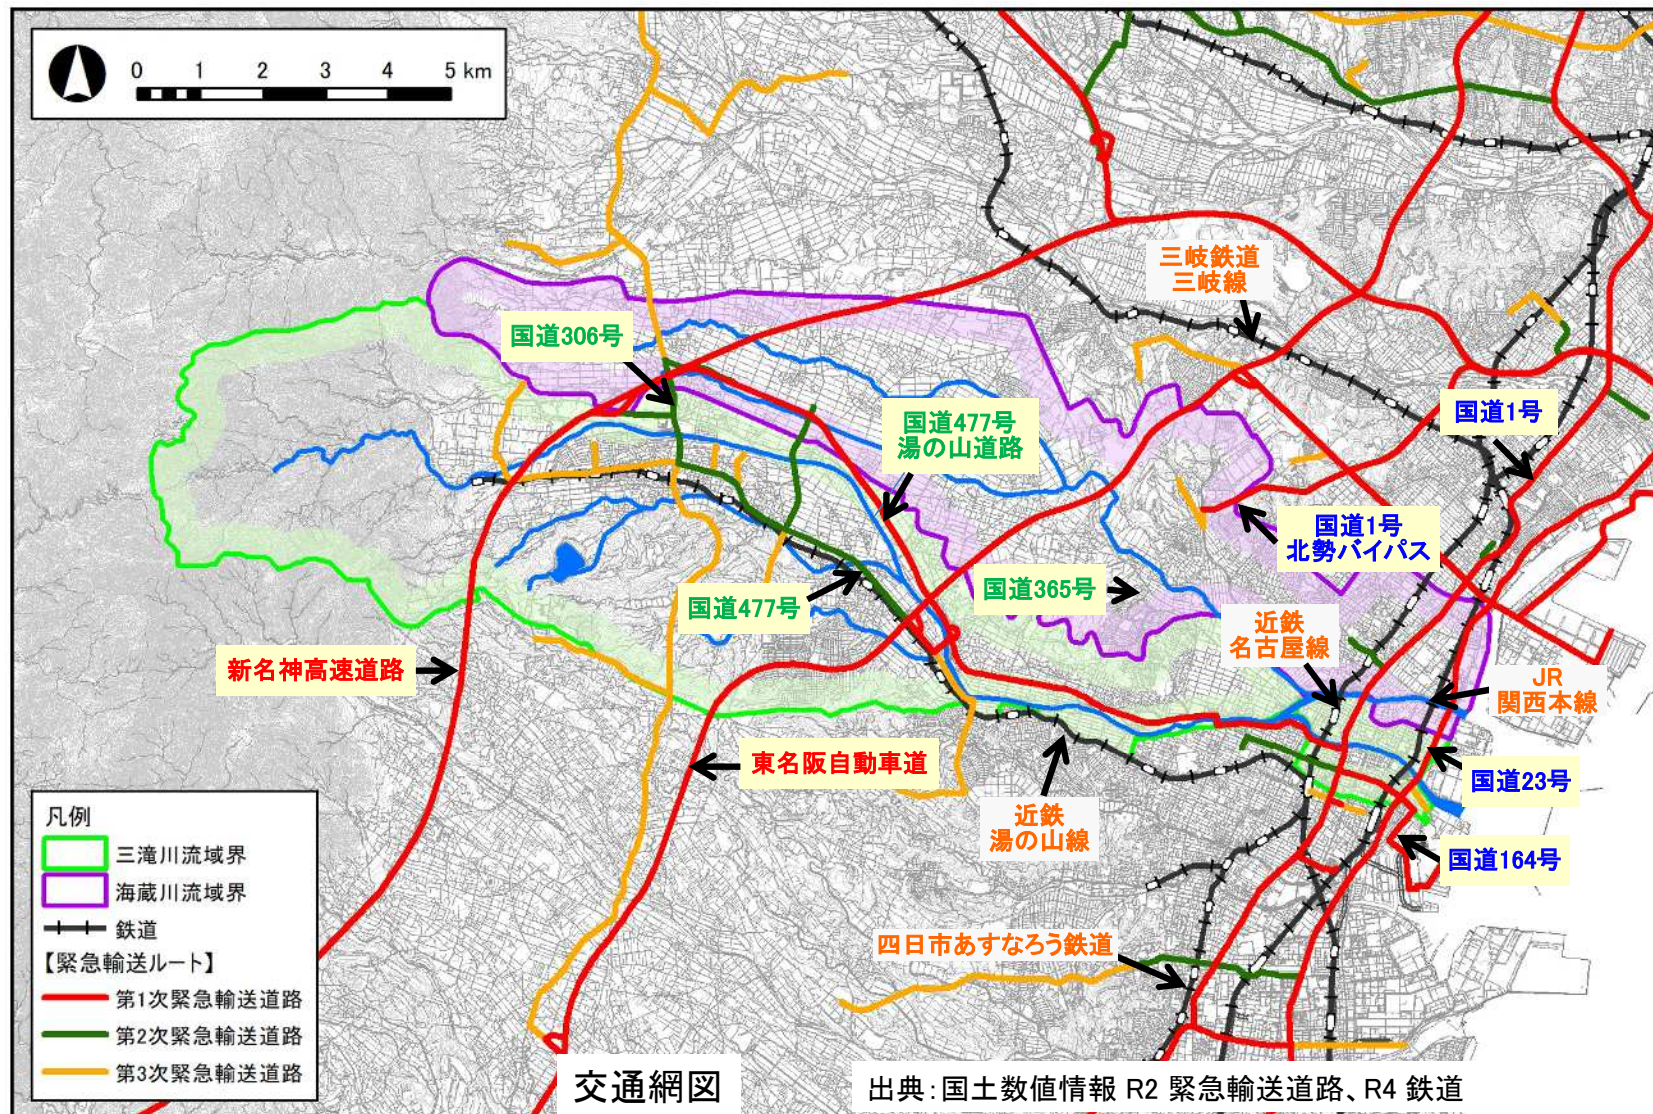 0 1 2 3 4 5 km
三岐鉄道
三岐線
国道306号
国道477号
湯の山道路
国道1号
国道1号
北勢バイパス
国道365号
国道477号
近鉄
名古屋線
新名神高速道路
JR
関西本線
東名阪自動車道
国道23号
近鉄
湯の山線
国道164号
四日市あすなろう鉄道
凡例
三滝川流域界
海蔵川流域界
鉄道
【緊急輸送ルート】
第1次緊急輸送道路
第2次緊急輸送道路
第3次緊急輸送道路
交通網図
出典:国土数値情報 R2 緊急輸送道路、R4 鉄道